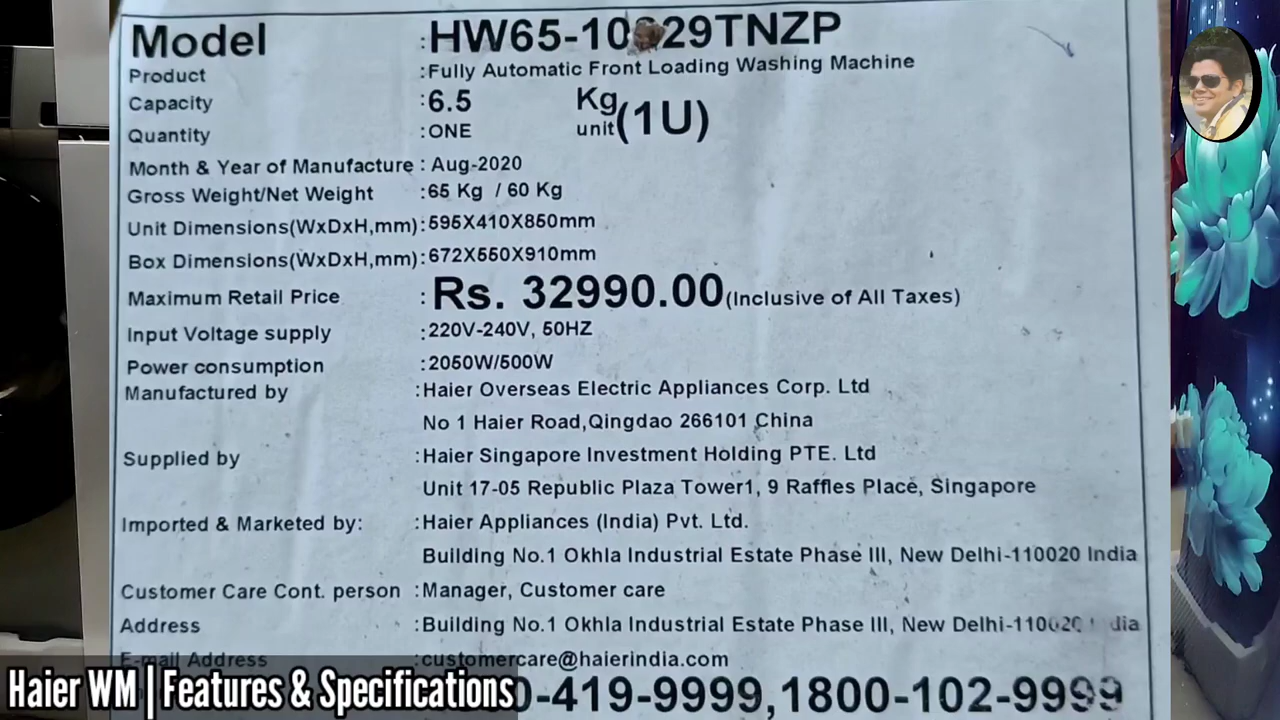 Model :HW65-10 29TNZP
Product :Fully Automatic Front Loading Washing Machine
Capacity :6.5 Kg
Quantity :ONE unit (1U)
Month & Year of Manufacture : Aug-2020
Gross Weight/Net Weight :65 Kg / 60 Kg
Unit Dimensions(WxDxH,mm):595X410X850mm
Box Dimensions(WxDxH,mm):672X550X910mm
Maximum Retail Price : Rs. 32990.00(Inclusive of All Taxes)
Input Voltage supply :220V-240V, 50HZ
Power consumption :2050W/500W
Manufactured by :Haier Overseas Electric Appliances Corp. Ltd
No 1 Haier Road,Qingdao 266101 China
Supplied by :Haier Singapore Investment Holding PTE. Ltd
Unit 17-05 Republic Plaza Tower1, 9 Raffles Place, Singapore
Imported & Marketed by: :Haier Appliances (India) Pvt. Ltd.
Building No.1 Okhla Industrial Estate Phase III, New Delhi-110020 India
Customer Care Cont. person :Manager, Customer care
Address :Building No.1 Okhla Industrial Estate Phase III, New Delhi-110020 India
E-mail Address :customercare@haierindia.com
0-419-9999,1800-102-9999
Haier WM | Features & Specifications